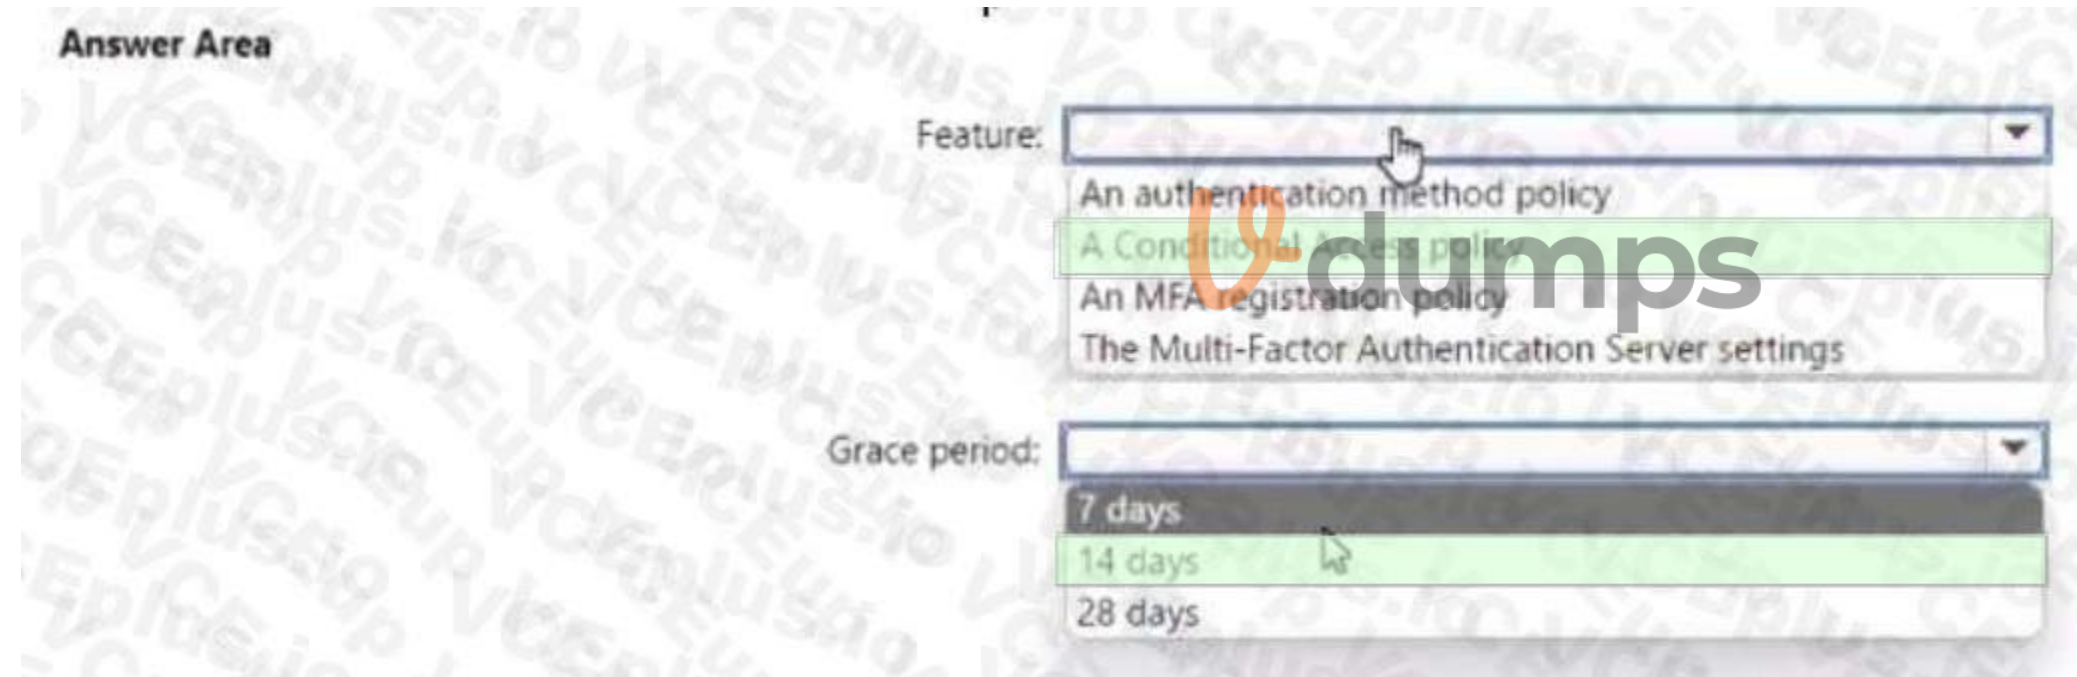 Answer Area
Feature:
An authentication method policy
A Conditional Access policy
An MFA registration policy
The Multi-Factor Authentication Server settings
dumps
Grace period:
7 days
14 days
28 days